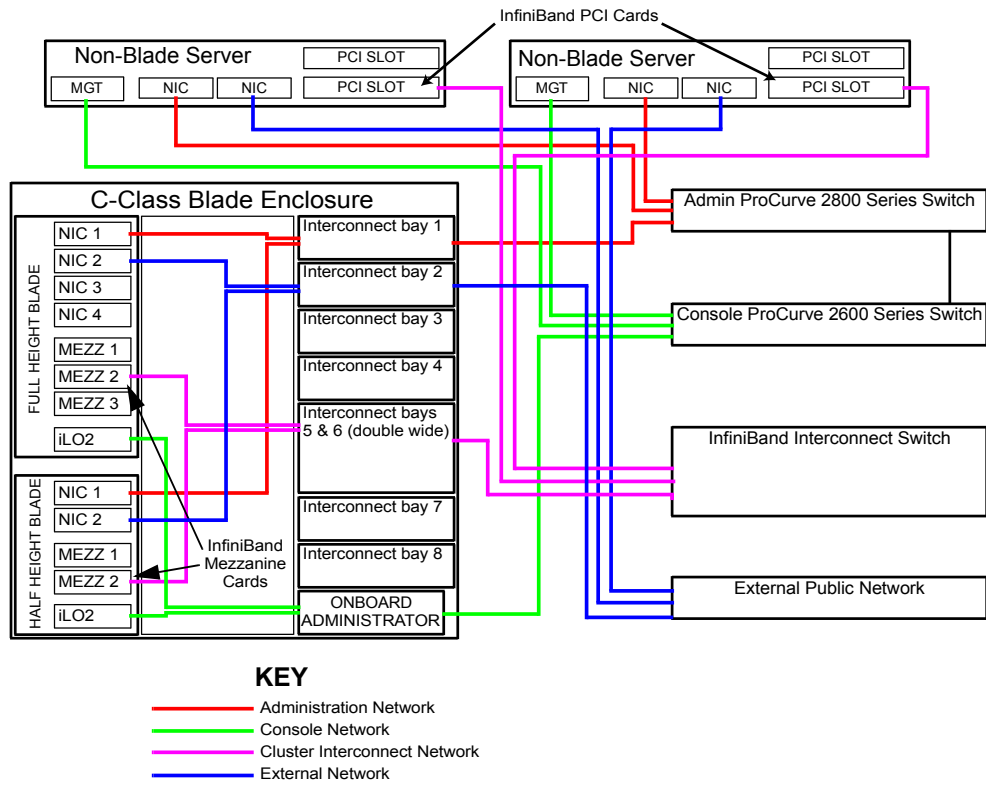 InfiniBand PCI Cards
Non-Blade Server
PCI SLOT
MGT
NIC
NIC
PCI SLOT
Non-Blade Server
PCI SLOT
MGT
NIC
NIC
PCI SLOT
C-Class Blade Enclosure
FULL HEIGHT BLADE
NIC 1
NIC 2
NIC 3
NIC 4
MEZZ 1
MEZZ 2
MEZZ 3
iLO2
HALF HEIGHT BLADE
NIC 1
NIC 2
MEZZ 1
MEZZ 2
iLO2
InfiniBand
Mezzanine
Cards
Interconnect bay 1
Interconnect bay 2
Interconnect bay 3
Interconnect bay 4
Interconnect bays
5 & 6 (double wide)
Interconnect bay 7
Interconnect bay 8
ONBOARD
ADMINISTRATOR
Admin ProCurve 2800 Series Switch
Console ProCurve 2600 Series Switch
InfiniBand Interconnect Switch
External Public Network
KEY
Administration Network
Console Network
Cluster Interconnect Network
External Network